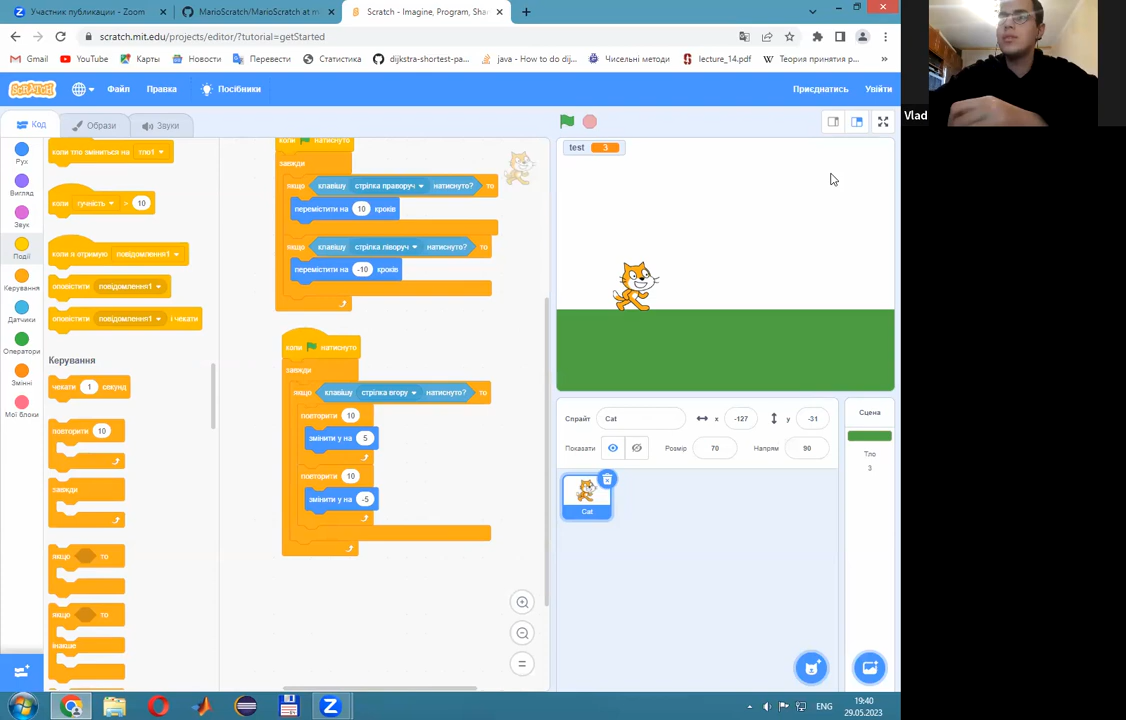 Участник публикации - Zoom
MarioScratch/MarioScratch at m
Scratch - Imagine, Program, Shar
scratch.mit.edu/projects/editor/?tutorial=getStarted
Gmail
YouTube
Карты
Новости
Перевести
Статистика
dijkstra-shortest-pa...
java - How to do dij...
Чисельні методи
lecture_14.pdf
Теория принятия р...
SCRATCH
Файл
Правка
Посібники
Приєднатись
Увійти
Vlad
Код
Образи
Звуки
Рух
Вигляд
Звук
Події
Керування
Датчики
Оператори
Змінні
Мої блоки
коли тло зміниться на тло1
коли гучність > 10
коли я отримую повідомлення1
оповістити повідомлення1
оповістити повідомлення1 і чекати
Керування
чекати 1 секунд
повторити 10
завжди
якщо то
якщо то
інакше
коли натиснуто
завжди
якщо клавішу стрілка праворуч натиснуто? то
перемістити на 10 кроків
якщо клавішу стрілка ліворуч натиснуто? то
перемістити на -10 кроків
коли натиснуто
завжди
якщо клавішу стрілка вгору натиснуто? то
повторити 10
змінити y на 5
повторити 10
змінити y на -5
test 3
Спрайт Cat x -127 y -31
Показати Розмір 70 Напрям 90
Cat
Сцена
Тло
3
ENG
19:40
29.05.2023